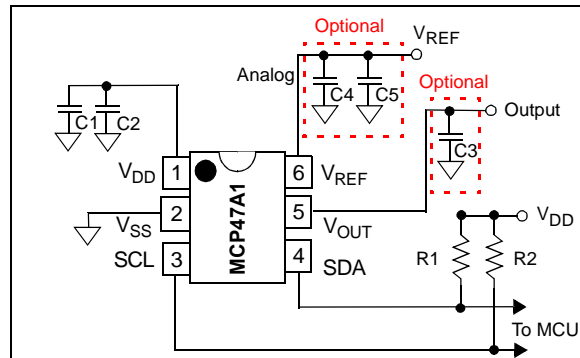 Optional
VREF
Analog
C4
C5
Optional
Output
C1
C2
C3
VDD
1
6
VREF
VSS
2
5
VOUT
SCL
3
4
SDA
MCP47A1
VDD
R1
R2
To MCU